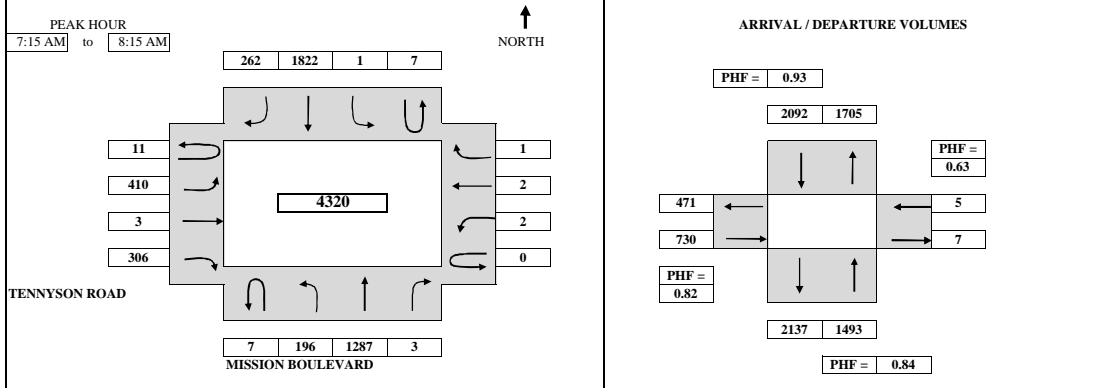 PEAK HOUR
7:15 AM to 8:15 AM
NORTH
262 1822 1 7
11
410
3
306
4320
1
2
2
0
TENNYSON ROAD
7 196 1287 3
MISSION BOULEVARD
ARRIVAL / DEPARTURE VOLUMES
PHF = 0.93
2092 1705
PHF =
0.63
471
730
5
7
PHF =
0.82
2137 1493
PHF = 0.84